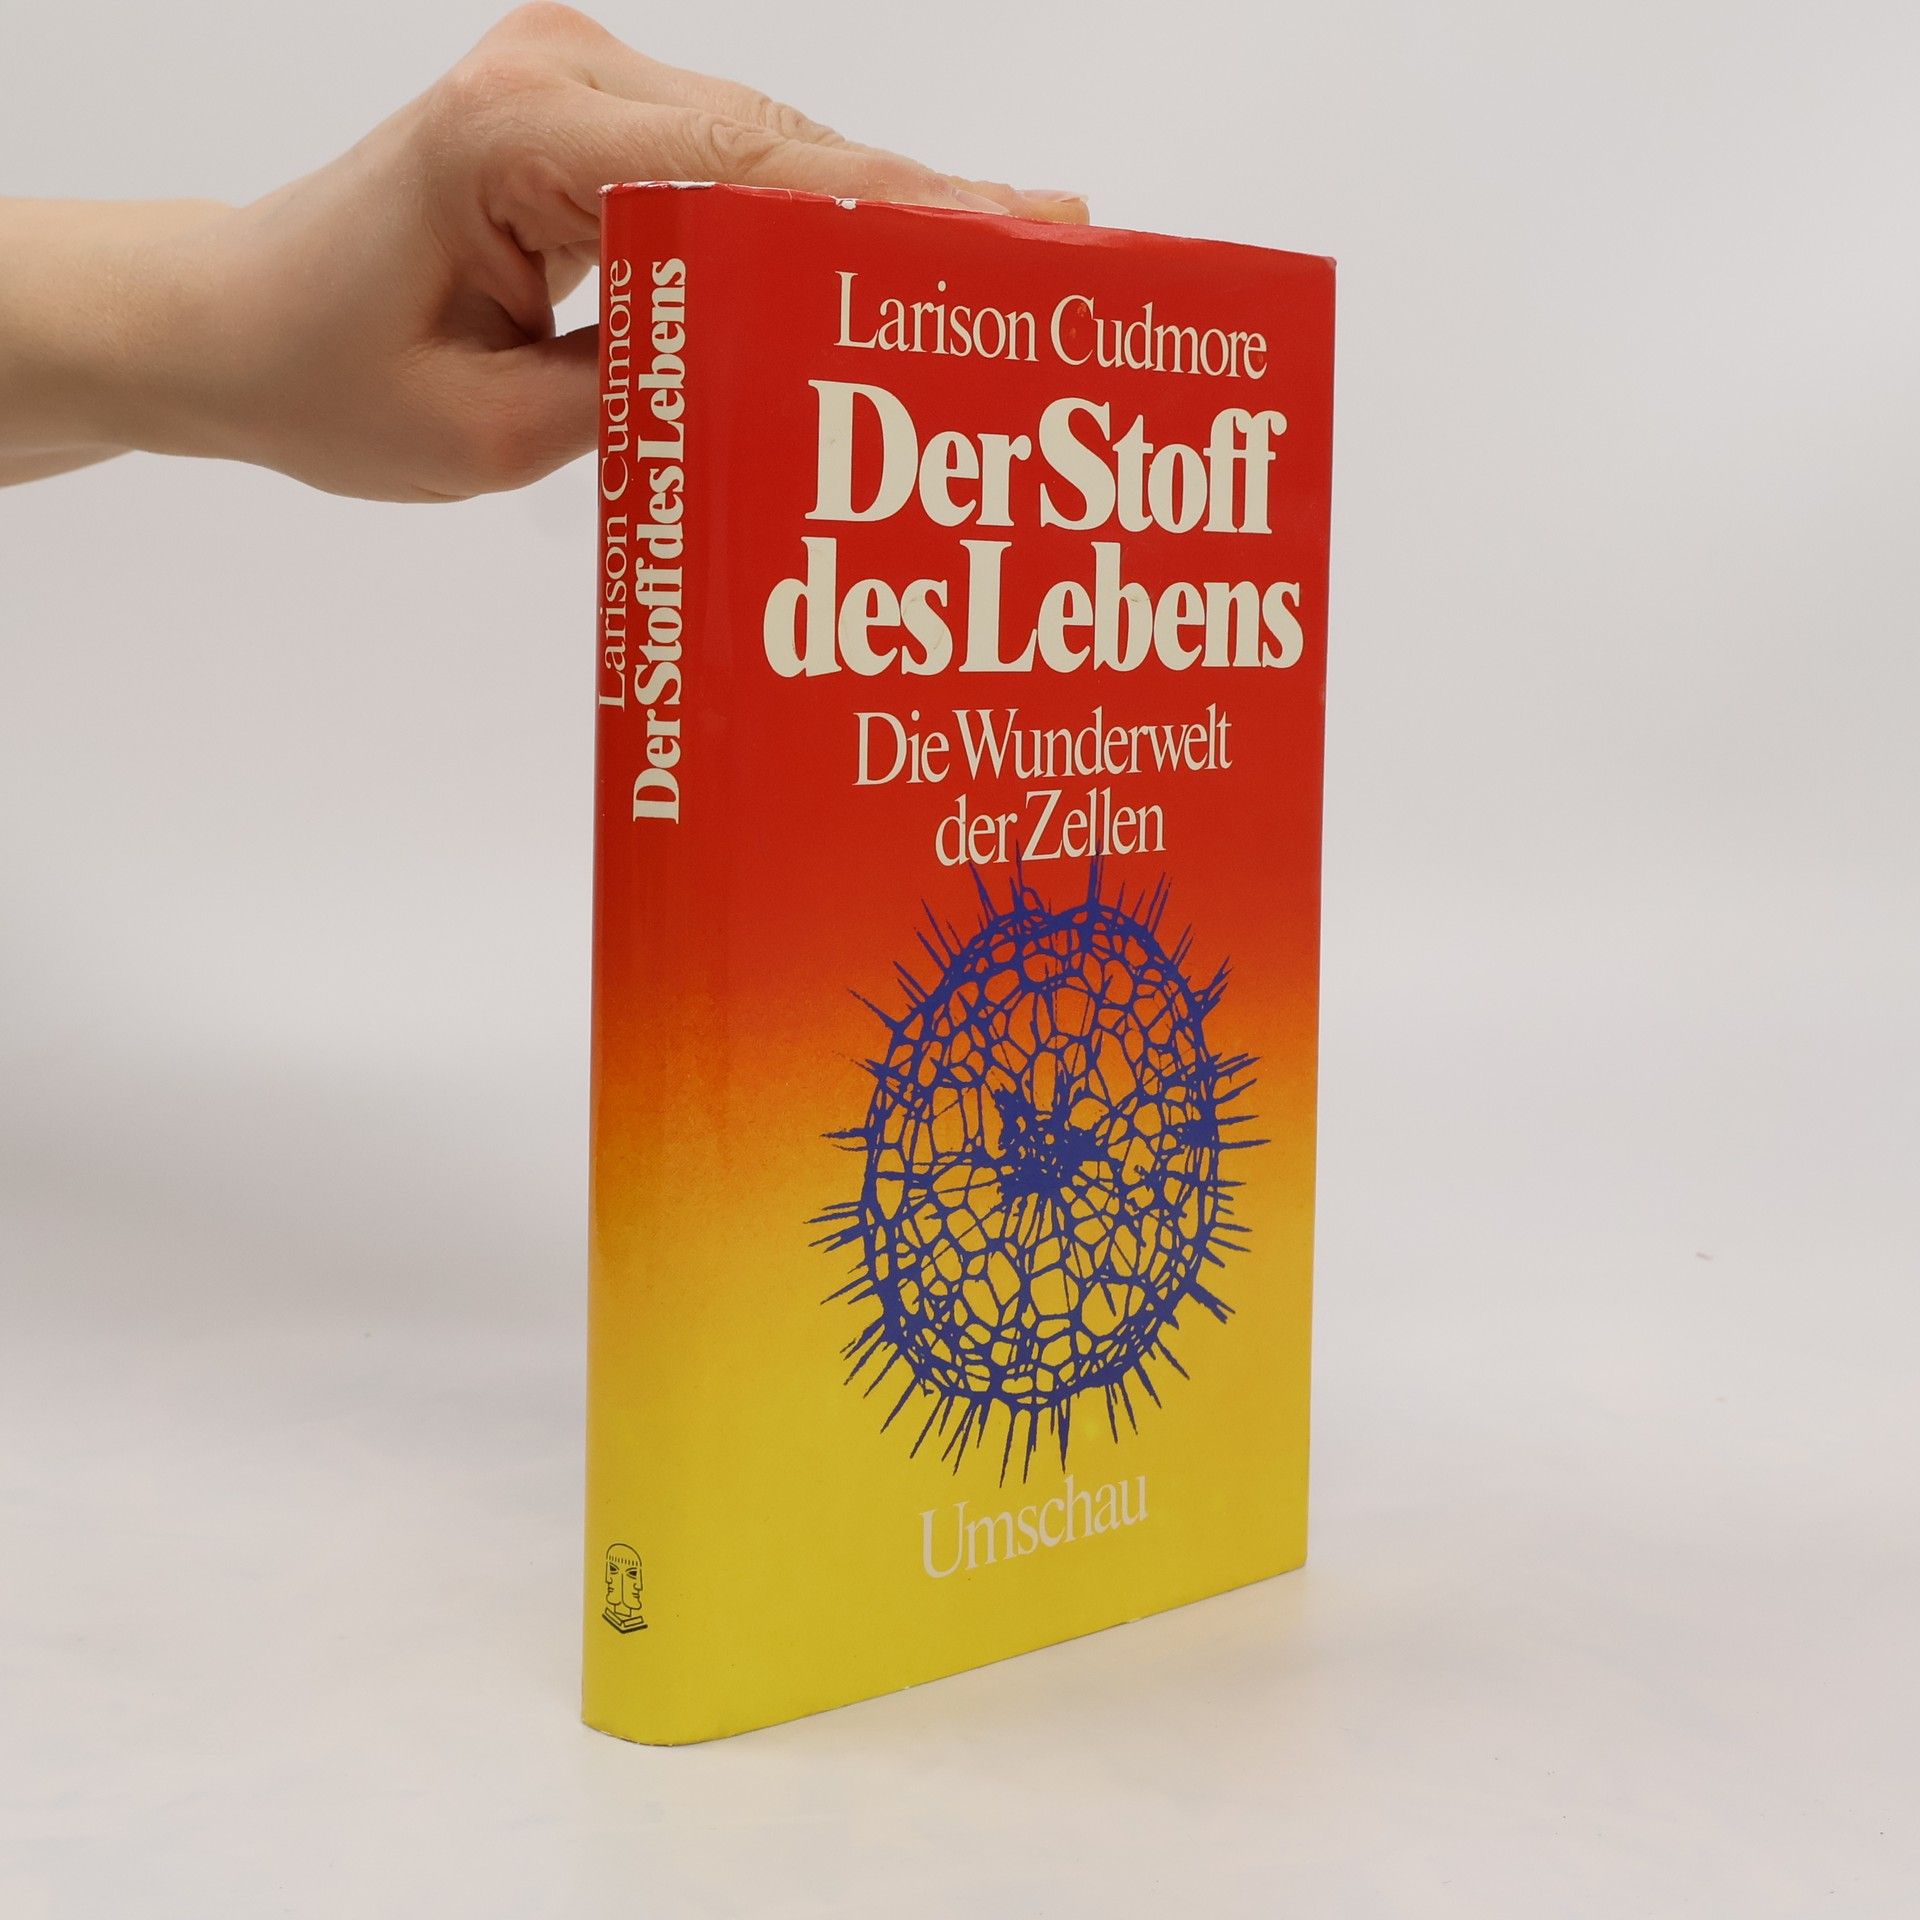 Larison Cudmore
Der Stoff des Lebens
Larison Cudmore
Der Stoff
des Lebens
Die Wunderwelt
der Zellen
Umschau